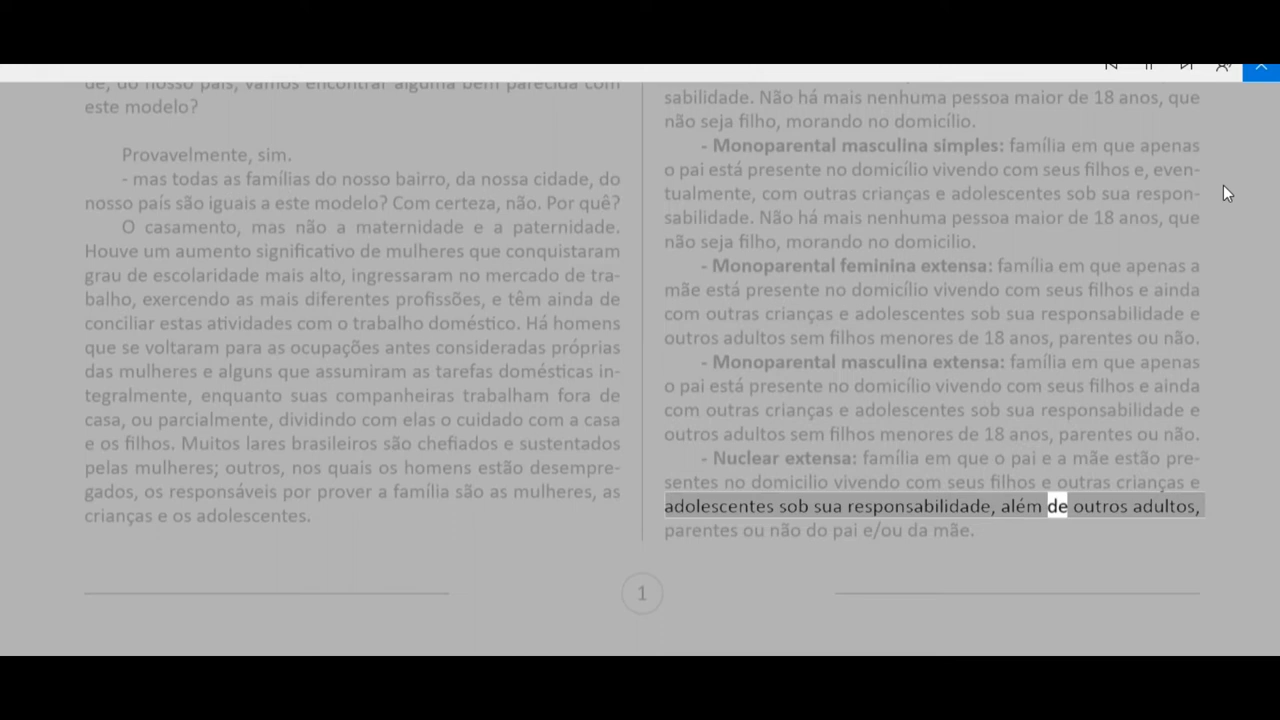 de, do nosso país, vamos encontrar alguma bem parecida com
este modelo?
Provavelmente, sim.
- mas todas as famílias do nosso bairro, da nossa cidade, do
nosso país são iguais a este modelo? Com certeza, não. Por quê?
O casamento, mas não a maternidade e a paternidade.
Houve um aumento significativo de mulheres que conquistaram
grau de escolaridade mais alto, ingressaram no mercado de tra-
balho, exercendo as mais diferentes profissões, e têm ainda de
conciliar estas atividades com o trabalho doméstico. Há homens
que se voltaram para as ocupações antes consideradas próprias
das mulheres e alguns que assumiram as tarefas domésticas in-
tegralmente, enquanto suas companheiras trabalham fora de
casa, ou parcialmente, dividindo com elas o cuidado com a casa
e os filhos. Muitos lares brasileiros são chefiados e sustentados
pelas mulheres; outros, nos quais os homens estão desempre-
gados, os responsáveis por prover a família são as mulheres, as
crianças e os adolescentes.
sabilidade. Não há mais nenhuma pessoa maior de 18 anos, que
não seja filho, morando no domicílio.
- Monoparental masculina simples: família em que apenas
o pai está presente no domicílio vivendo com seus filhos e, even-
tualmente, com outras crianças e adolescentes sob sua respon-
sabilidade. Não há mais nenhuma pessoa maior de 18 anos, que
não seja filho, morando no domicilio.
- Monoparental feminina extensa: família em que apenas a
mãe está presente no domicílio vivendo com seus filhos e ainda
com outras crianças e adolescentes sob sua responsabilidade e
outros adultos sem filhos menores de 18 anos, parentes ou não.
- Monoparental masculina extensa: família em que apenas
o pai está presente no domicílio vivendo com seus filhos e ainda
com outras crianças e adolescentes sob sua responsabilidade e
outros adultos sem filhos menores de 18 anos, parentes ou não.
- Nuclear extensa: família em que o pai e a mãe estão pre-
sentes no domicilio vivendo com seus filhos e outras crianças e
adolescentes sob sua responsabilidade, além de outros adultos,
parentes ou não do pai e/ou da mãe.
1